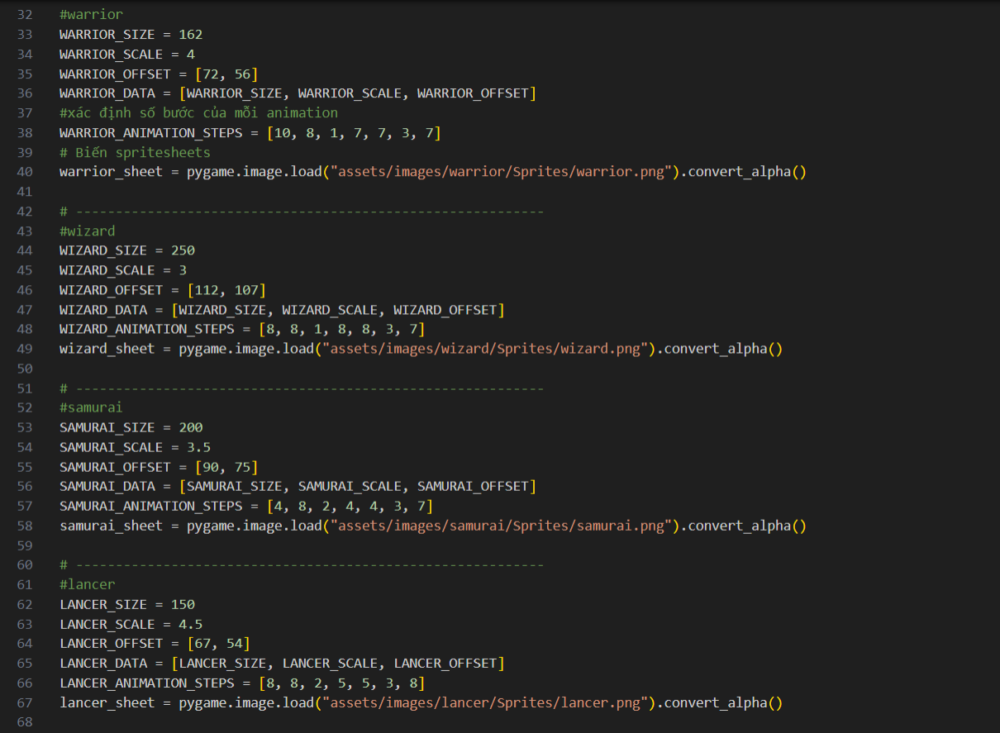 32 #warrior
33 WARRIOR_SIZE = 162
34 WARRIOR_SCALE = 4
35 WARRIOR_OFFSET = [72, 56]
36 WARRIOR_DATA = [WARRIOR_SIZE, WARRIOR_SCALE, WARRIOR_OFFSET]
37 #xác định số bước của mỗi animation
38 WARRIOR_ANIMATION_STEPS = [10, 8, 1, 7, 7, 3, 7]
39 # Biến spritesheets
40 warrior_sheet = pygame.image.load("assets/images/warrior/Sprites/warrior.png").convert_alpha()
41
42 # -----------------------------------------------------------
43 #wizard
44 WIZARD_SIZE = 250
45 WIZARD_SCALE = 3
46 WIZARD_OFFSET = [112, 107]
47 WIZARD_DATA = [WIZARD_SIZE, WIZARD_SCALE, WIZARD_OFFSET]
48 WIZARD_ANIMATION_STEPS = [8, 8, 1, 8, 8, 3, 7]
49 wizard_sheet = pygame.image.load("assets/images/wizard/Sprites/wizard.png").convert_alpha()
50
51 # -----------------------------------------------------------
52 #samurai
53 SAMURAI_SIZE = 200
54 SAMURAI_SCALE = 3.5
55 SAMURAI_OFFSET = [90, 75]
56 SAMURAI_DATA = [SAMURAI_SIZE, SAMURAI_SCALE, SAMURAI_OFFSET]
57 SAMURAI_ANIMATION_STEPS = [4, 8, 2, 4, 4, 3, 7]
58 samurai_sheet = pygame.image.load("assets/images/samurai/Sprites/samurai.png").convert_alpha()
59
60 # -----------------------------------------------------------
61 #lancer
62 LANCER_SIZE = 150
63 LANCER_SCALE = 4.5
64 LANCER_OFFSET = [67, 54]
65 LANCER_DATA = [LANCER_SIZE, LANCER_SCALE, LANCER_OFFSET]
66 LANCER_ANIMATION_STEPS = [8, 8, 2, 5, 5, 3, 8]
67 lancer_sheet = pygame.image.load("assets/images/lancer/Sprites/lancer.png").convert_alpha()
68